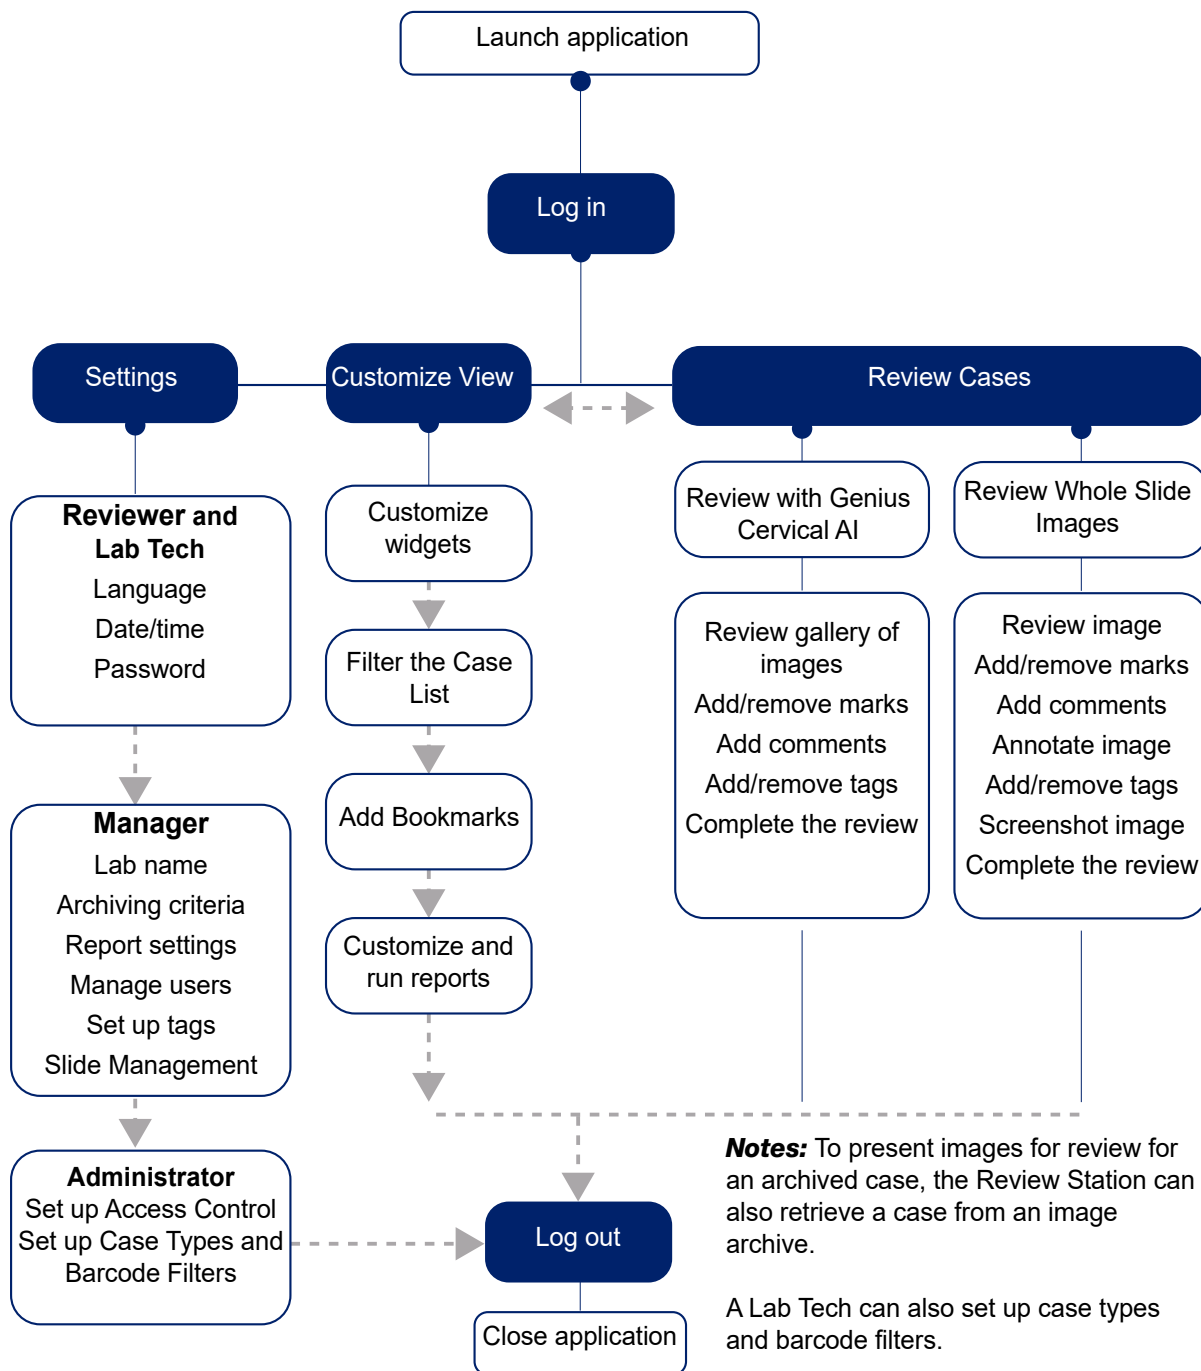 Launch application
Log in
Settings
Customize View
Review Cases
Reviewer and
Lab Tech
Language
Date/time
Password
Manager
Lab name
Archiving criteria
Report settings
Manage users
Set up tags
Slide Management
Administrator
Set up Access Control
Set up Case Types and
Barcode Filters
Customize
widgets
Filter the Case
List
Add Bookmarks
Customize and
run reports
Review with Genius
Cervical AI
Review gallery of
images
Add/remove marks
Add comments
Add/remove tags
Complete the review
Review Whole Slide
Images
Review image
Add/remove marks
Add comments
Annotate image
Add/remove tags
Screenshot image
Complete the review
Log out
Close application
Notes: To present images for review for
an archived case, the Review Station can
also retrieve a case from an image
archive.
A Lab Tech can also set up case types
and barcode filters.